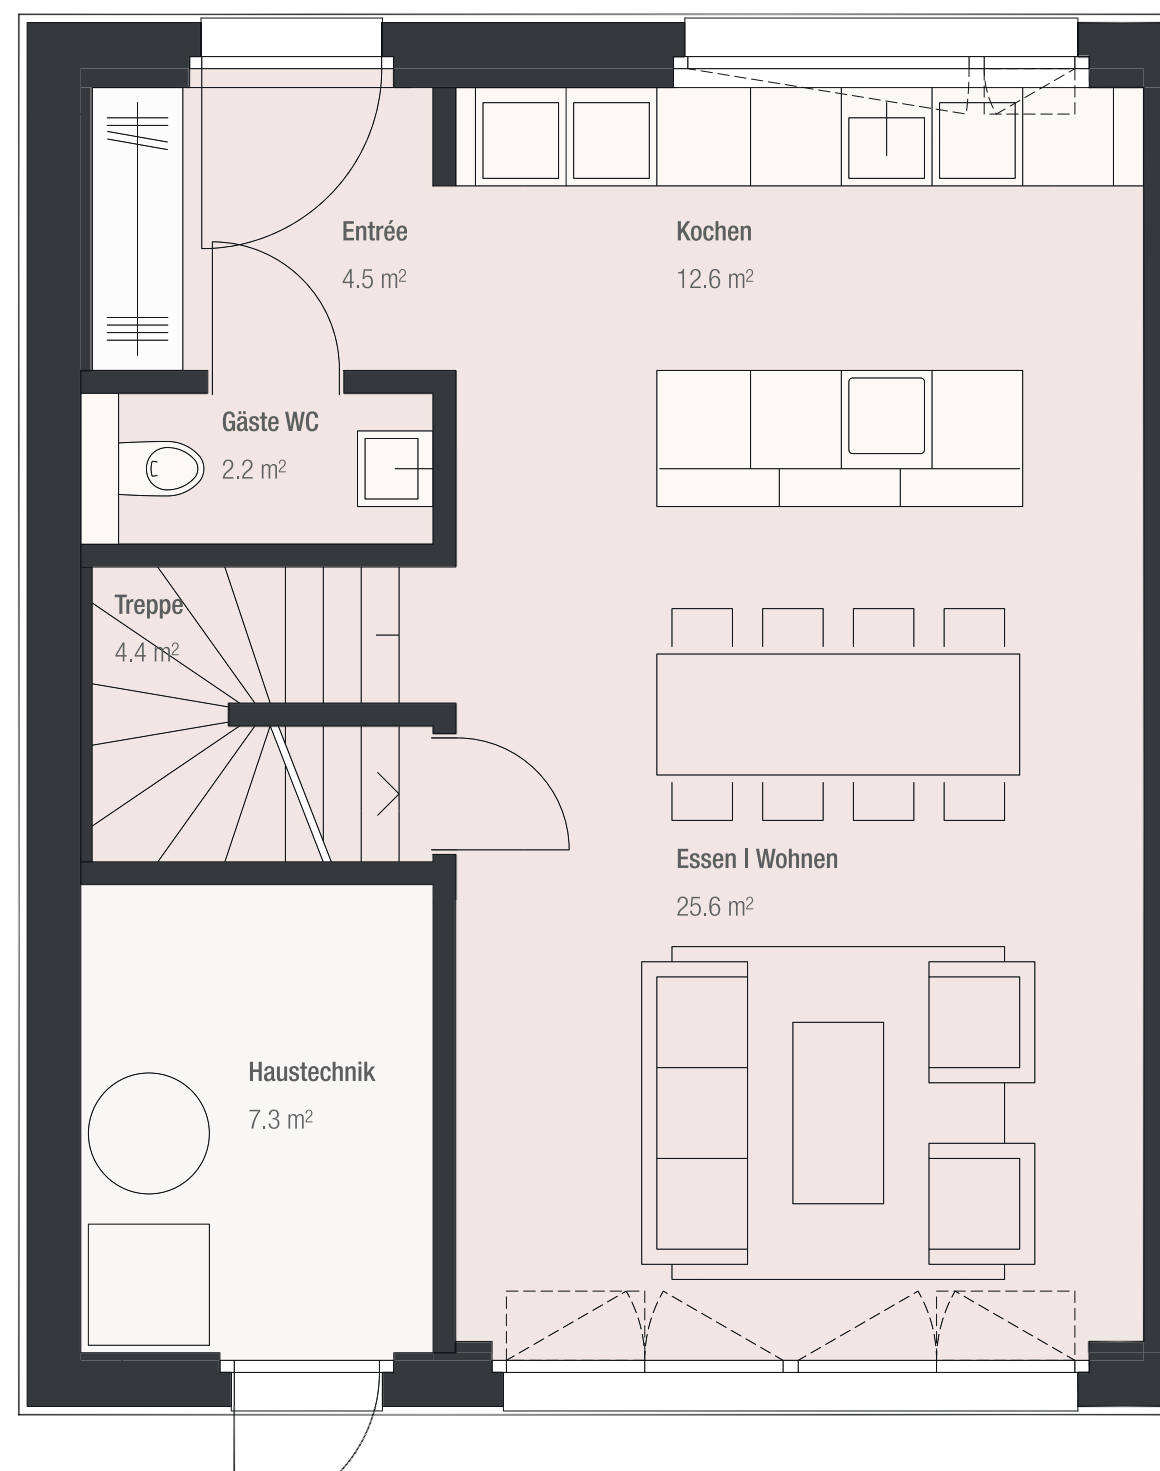 Entrée
4.5 m²
Kochen
12.6 m²
Gäste WC
2.2 m²
Treppe
4.4 m²
Essen | Wohnen
25.6 m²
Haustechnik
7.3 m²